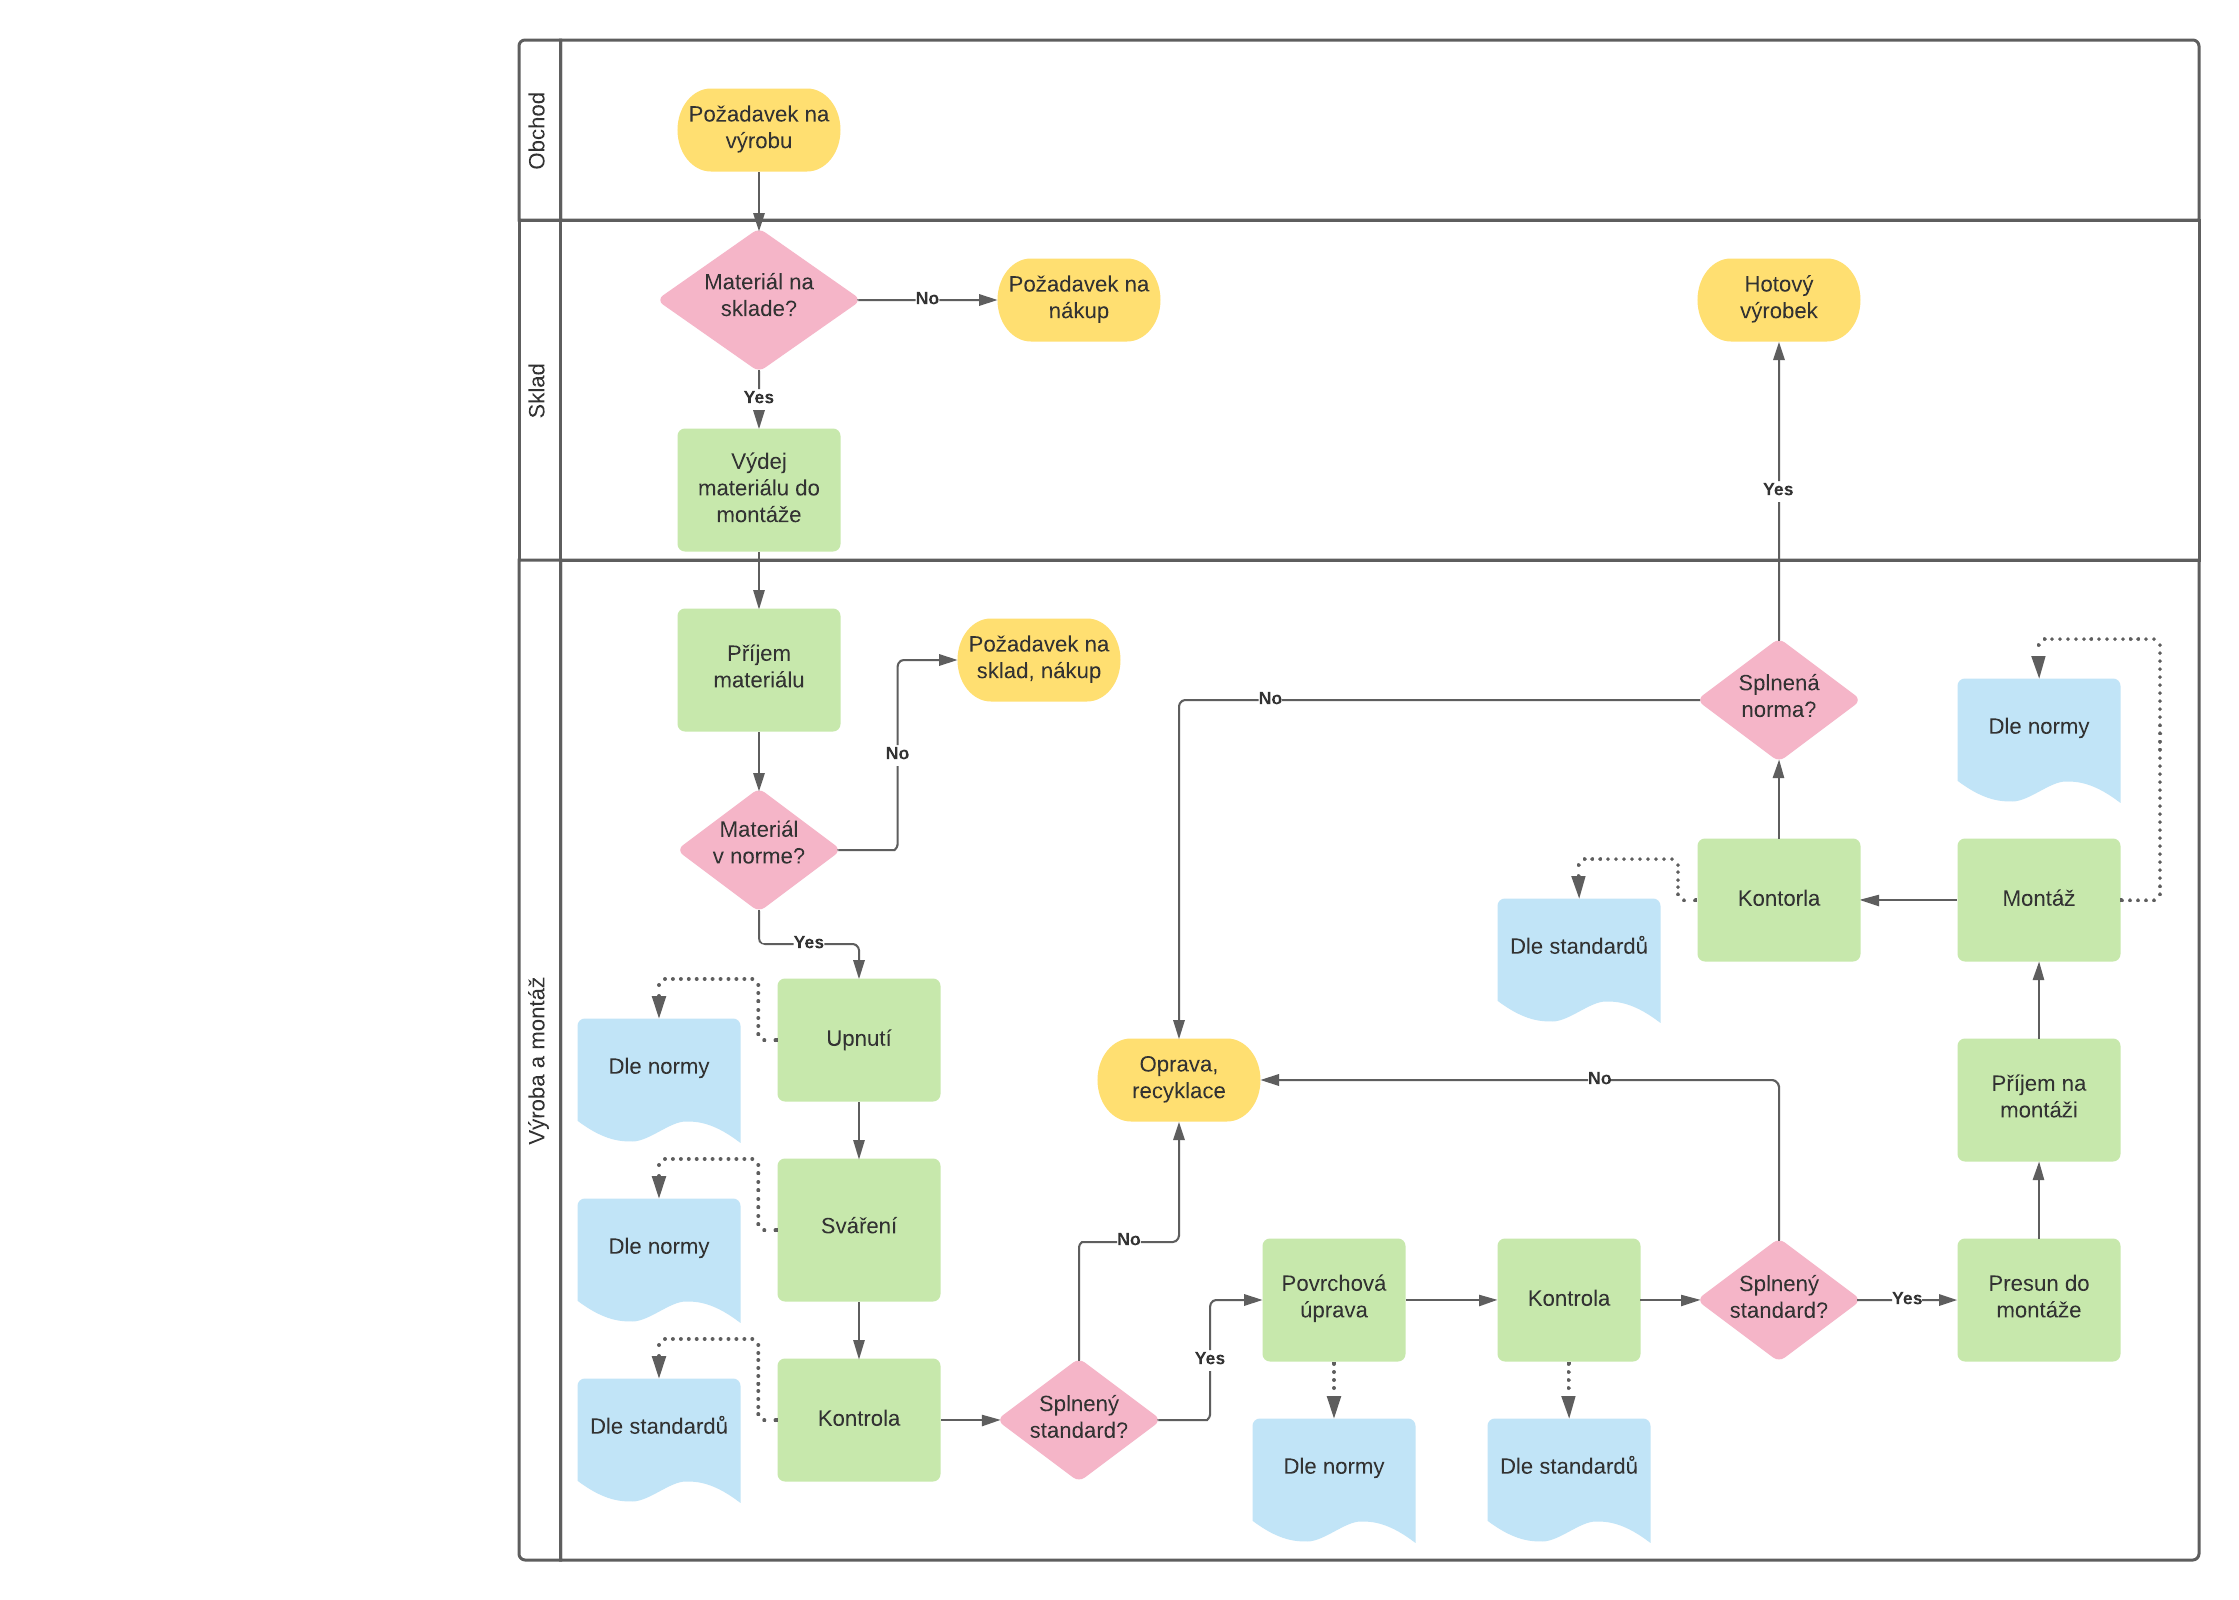 Obchod
Požadavek na
výrobu
Sklad
Materiál na
sklade?
No
Požadavek na
nákup
Hotový
výrobek
Yes
Výdej
materiálu do
montáže
Yes
Výroba a montáž
Příjem
materiálu
Požadavek na
sklad, nákup
No
Materiál
v norme?
Yes
No
Splnená
norma?
Dle normy
Kontorla
Montáž
Dle standardů
Upnutí
Dle normy
Oprava,
recyklace
No
Příjem na
montáži
Sváření
Dle normy
No
Povrchová
úprava
Kontrola
Splnený
standard?
Yes
Presun do
montáže
Yes
Kontrola
Dle standardů
Splnený
standard?
Dle normy
Dle standardů